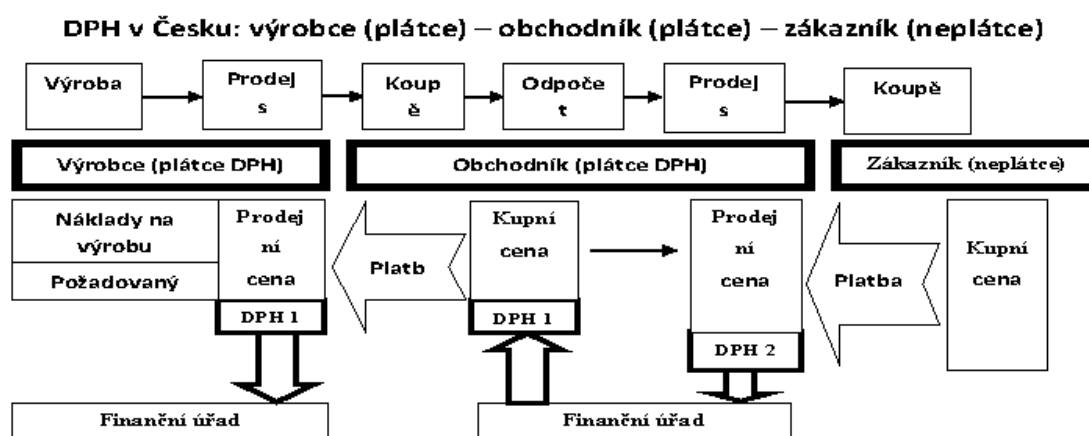 DPH v Česku: výrobce (plátce) – obchodník (plátce) – zákazník (neplátce)
Výroba
Prodej
s
Koup
ě
Odpoče
t
Prodej
s
Koupě
Výrobce (plátce DPH)
Obchodník (plátce DPH)
Zákazník (neplátce)
Náklady na
výrobu
Požadovaný
Prodej
ní
cena
DPH 1
Platb
Kupní
cena
DPH 1
Prodej
ní
cena
DPH 2
Platba
Kupní
cena
Finanční úřad
Finanční úřad